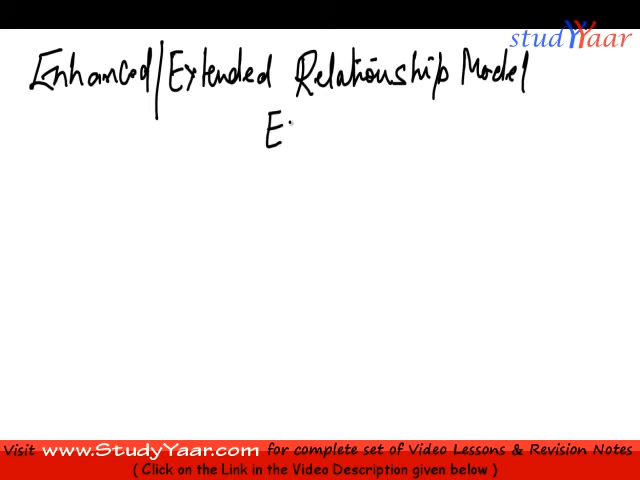 studYYaar
Enhanced/Extended Relationship Model
E
Visit www.StudyYaar.com for complete set of Video Lessons & Revision Notes
( Click on the Link in the Video Description given below )